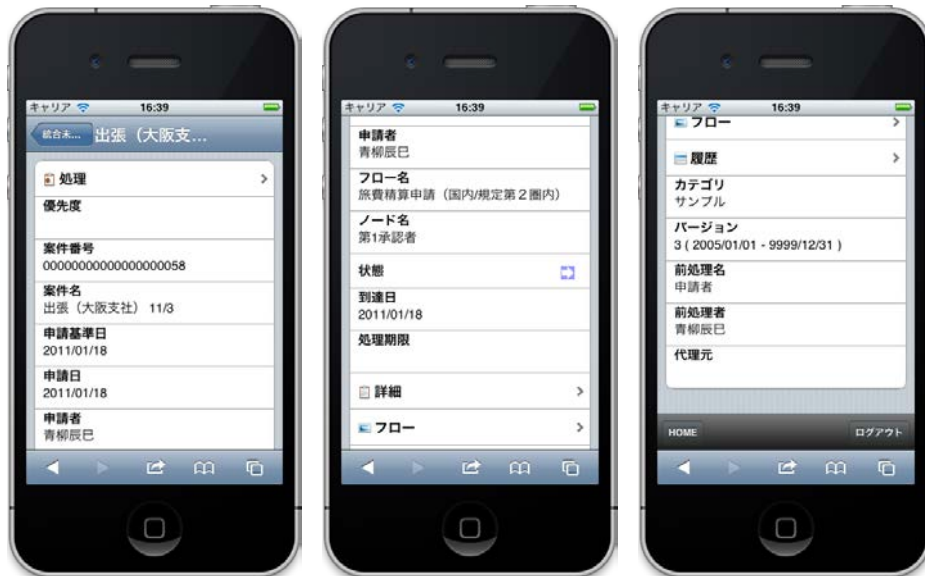 キャリア 16:39
統合未... 出張（大阪支...
処理
優先度
案件番号
00000000000000000058
案件名
出張（大阪支社） 11/3
申請基準日
2011/01/18
申請日
2011/01/18
申請者
青柳辰巳
キャリア 16:39
申請者
青柳辰巳
フロー名
旅費精算申請（国内/規定第２圏内）
ノード名
第1承認者
状態
到達日
2011/01/18
処理期限
詳細
フロー
キャリア 16:39
フロー
履歴
カテゴリ
サンプル
バージョン
3 ( 2005/01/01 - 9999/12/31 )
前処理名
申請者
前処理者
青柳辰巳
代理元
HOME ログアウト